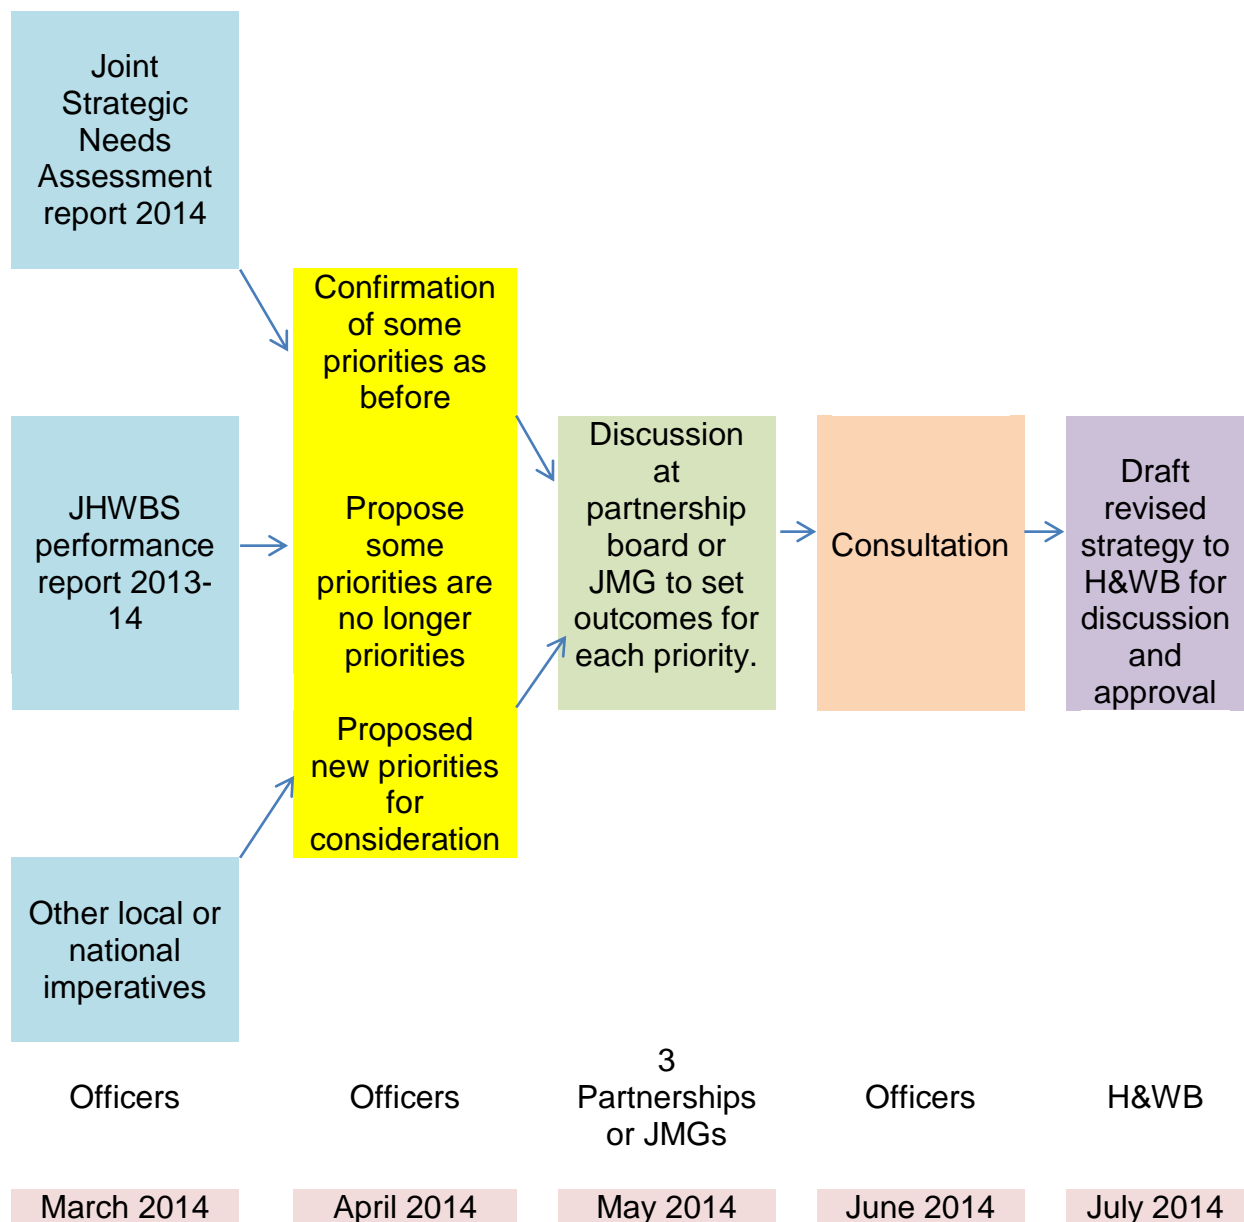 Joint
Strategic
Needs
Assessment
report 2014
JHWBS
performance
report 2013-
14
Other local or
national
imperatives
Confirmation
of some
priorities as
before
Propose
some
priorities are
no longer
priorities
Proposed
new priorities
for
consideration
Discussion
at
partnership
board or
JMG to set
outcomes for
each priority.
Consultation
Draft
revised
strategy to
H&WB for
discussion
and
approval
Officers
Officers
3
Partnerships
or JMGs
Officers
H&WB
March 2014
April 2014
May 2014
June 2014
July 2014